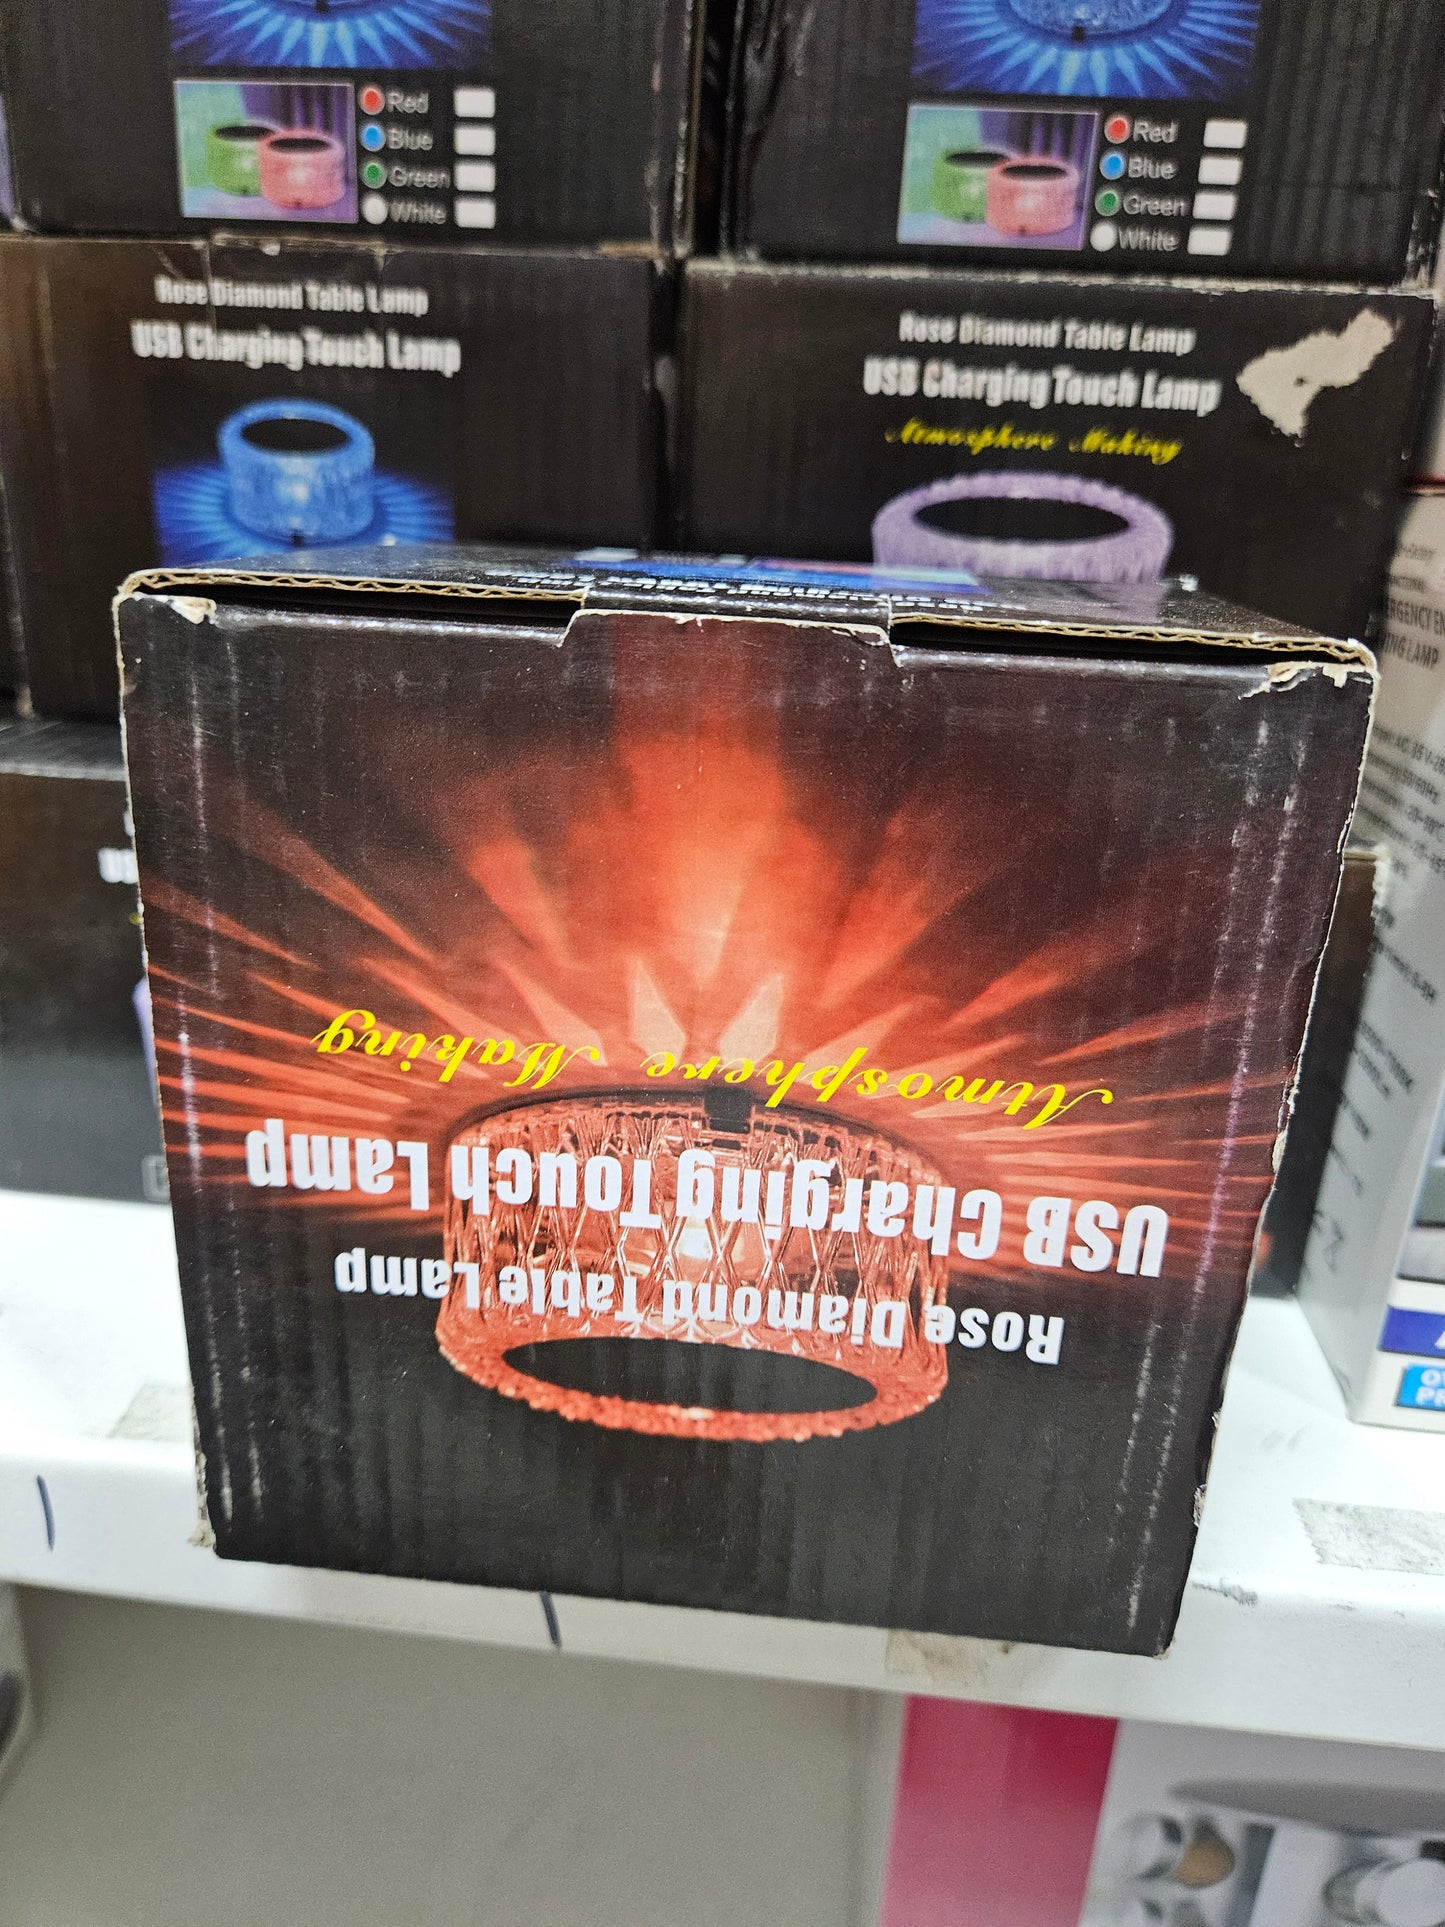 Red
Blue
Green
White
Red
Blue
Green
White
Rose Diamond Table Lamp
USB Charging Touch Lamp
Rose Diamond Table Lamp
USB Charging Touch Lamp
Atmosphere Making
Rose Diamond Table Lamp
USB Charging Touch Lamp
Atmosphere Making